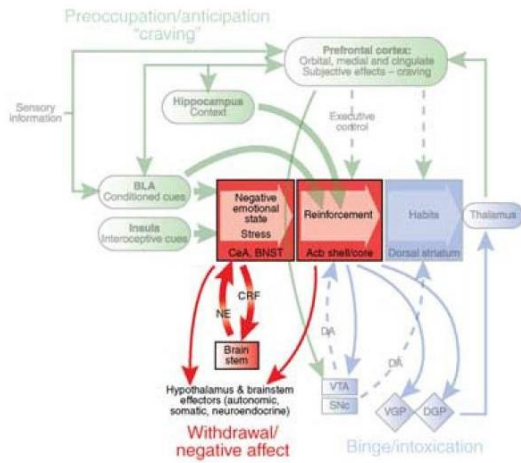 Preoccupation/anticipation
"craving"
Prefrontal cortex:
Orbital, medial and cingulate
Subjective effects – craving
Hippocampus
Context
Sensory
information
Executive
control
BLA
Conditioned cues
Insula
Interoceptive cues
Negative
emotional
state
Stress
CeA, BNST
Reinforcement
Acb shell/core
Habits
Dorsal striatum
Thalamus
CRF
NE
Brain
stem
DA
DA
VTA
SNc
VGP
DGP
Hypothalamus & brainstem
effectors (autonomic,
somatic, neuroendocrine)
Withdrawal/
negative affect
Binge/intoxication